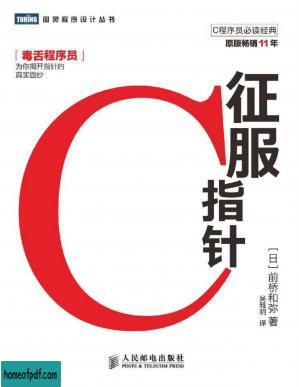 TURING 图灵程序设计丛书
C程序员必读经典
原版畅销11年
「毒舌程序员」
为你揭开指针的
真实面纱
征服
C
指针
[日] 前桥和弥 著
吴雅明 译
人民邮电出版社
POSTS & TELECOM PRESS
homeofpdf.com